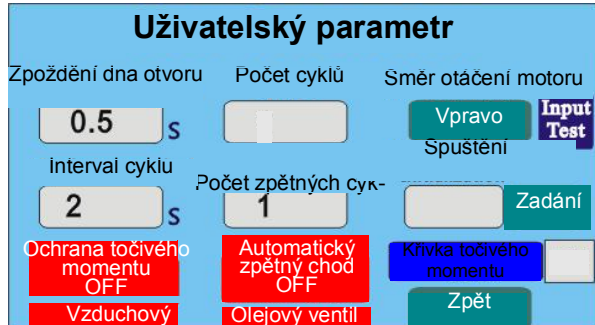 Uživatelský parametr
Zpoždění dna otvoru
Počet cyklů
Směr otáčení motoru
0.5 s
Vpravo
Input
Test
Interval cyklu
Počet zpětných cyk-
Spuštění
2 s
1
Zadání
Ochrana točivého
momentu
OFF
Automatický
zpětný chod
OFF
Křivka točivého
momentu
Vzduchový
Olejový ventil
Zpět